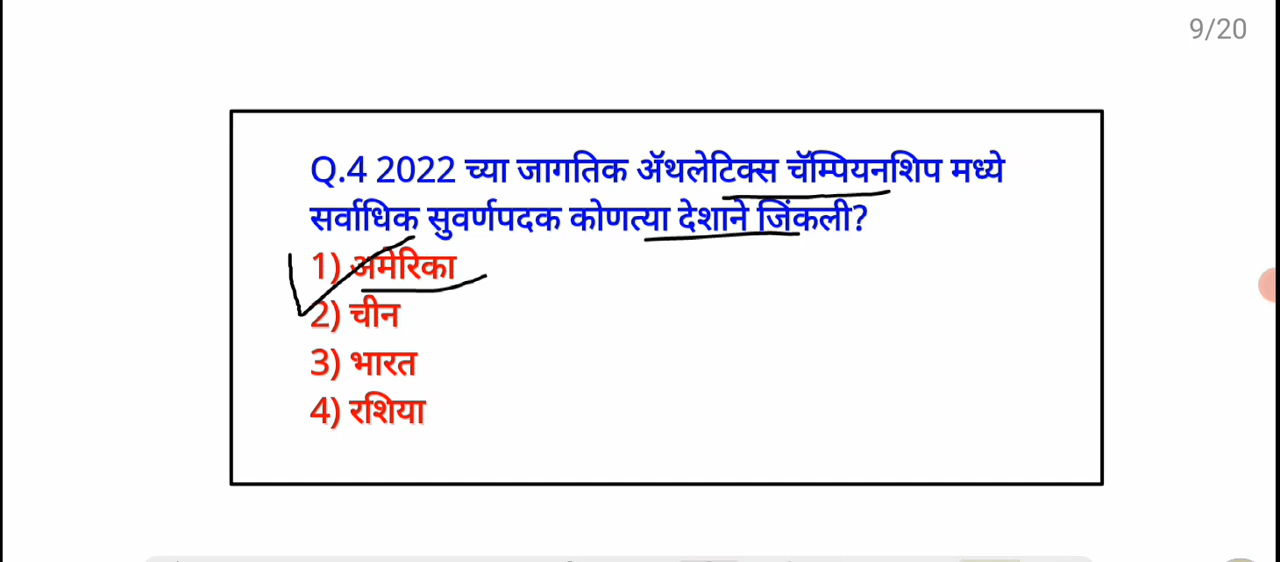 9/20
Q.4 2022 च्या जागतिक ॲथलेटिक्स चॅम्पियनशिप मध्ये
सर्वाधिक सुवर्णपदक कोणत्या देशाने जिंकली?
1) अमेरिका
2) चीन
3) भारत
4) रशिया